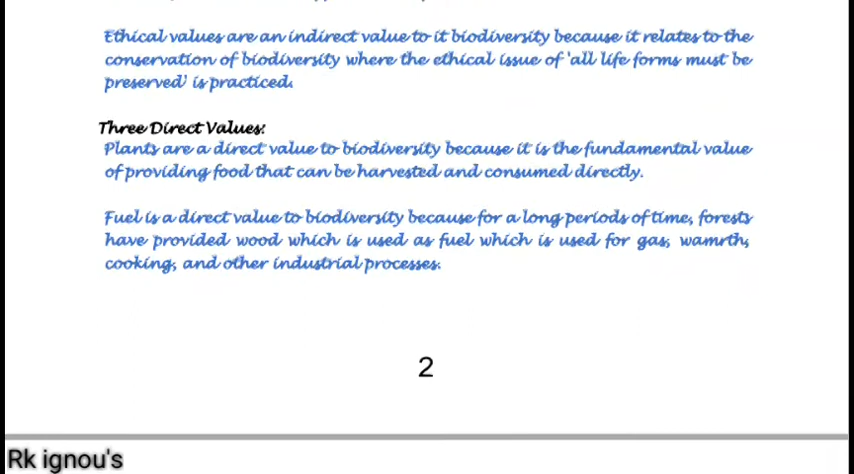 Ethical values are an indirect value to it biodiversity because it relates to the
conservation of biodiversity where the ethical issue of 'all life forms must be
preserved' is practiced.
Three Direct Values:
Plants are a direct value to biodiversity because it is the fundamental value
of providing food that can be harvested and consumed directly.
Fuel is a direct value to biodiversity because for a long periods of time, forests
have provided wood which is used as fuel which is used for gas, wamrth,
cooking, and other industrial processes.
2
Rk ignou's